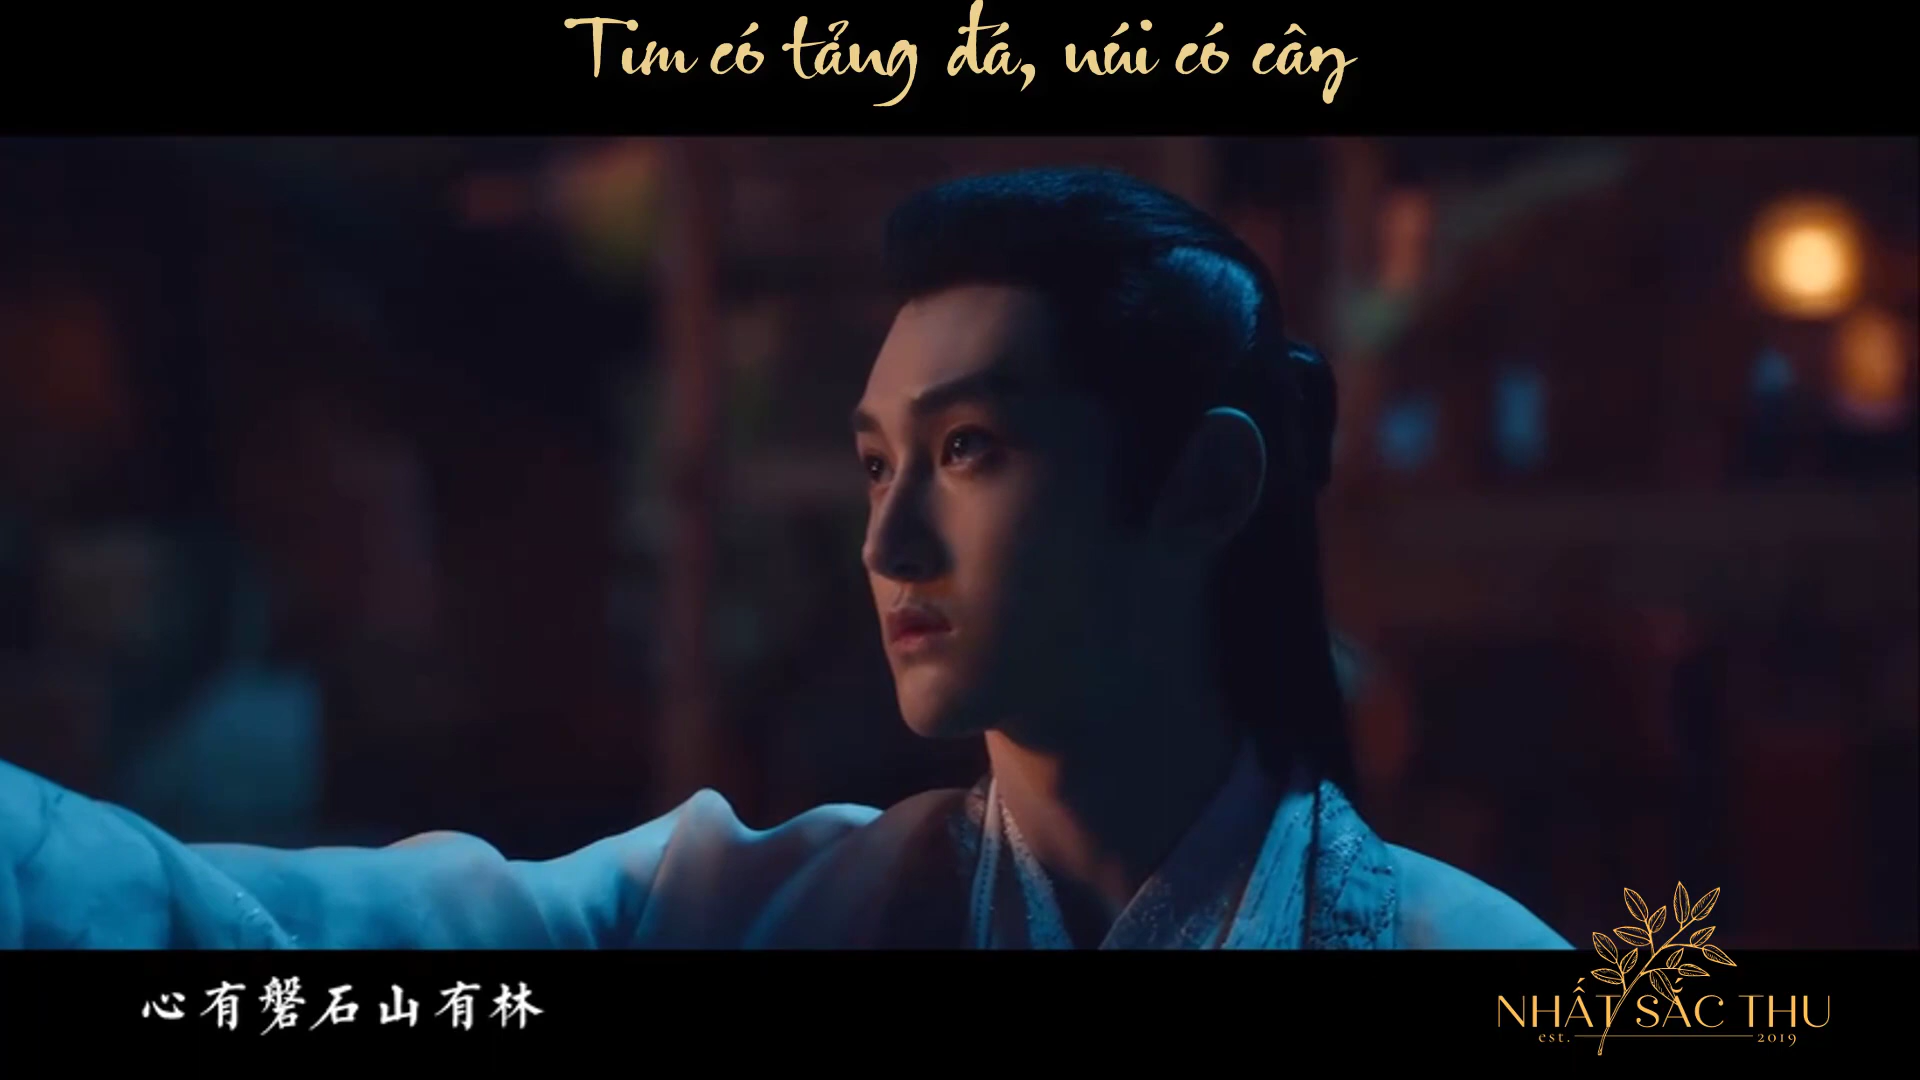 Tim có tảng đá, núi có cây
心有磐石山有林
NHẤT SẮC THU
est. 2019